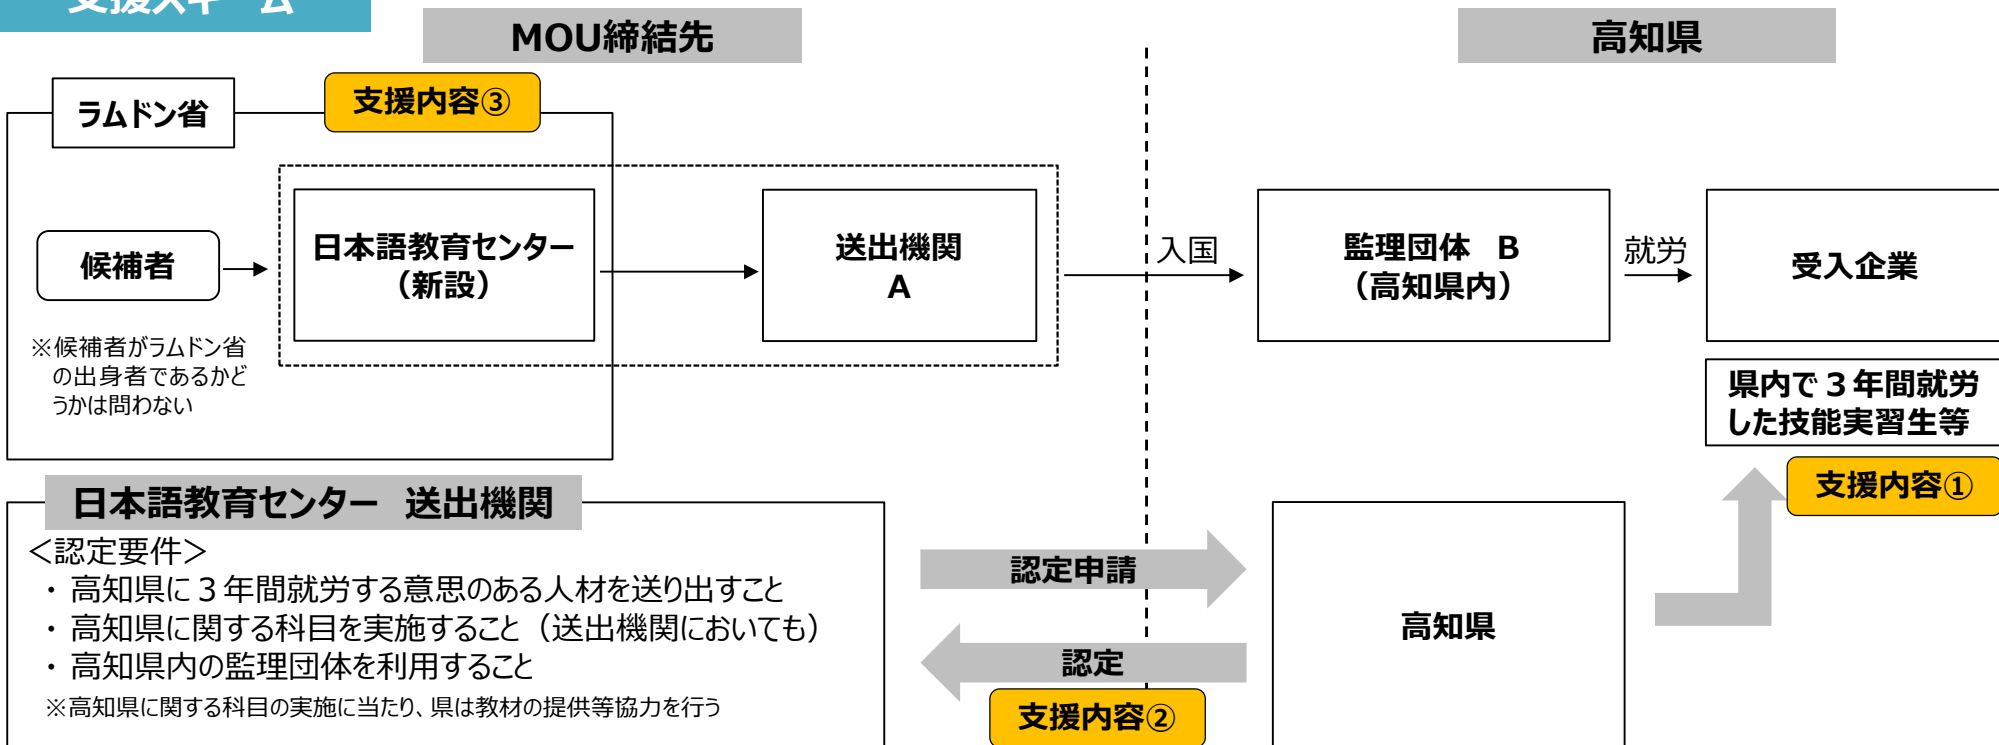 支援スキーム
MOU締結先
高知県
ラムドン省
支援内容③
候補者
日本語教育センター
（新設）
送出機関
A
入国
監理団体　B
（高知県内）
就労
受入企業
※候補者がラムドン省
の出身者であるかど
うかは問わない
県内で３年間就労
した技能実習生等
支援内容①
日本語教育センター　送出機関
＜認定要件＞
・ 高知県に３年間就労する意思のある人材を送り出すこと
・ 高知県に関する科目を実施すること（送出機関においても）
・ 高知県内の監理団体を利用すること
※高知県に関する科目の実施に当たり、県は教材の提供等協力を行う
認定申請
認定
支援内容②
高知県